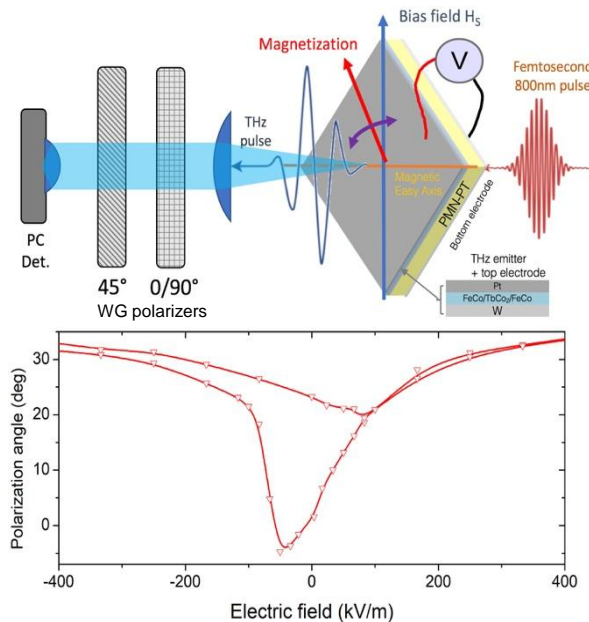 Bias field Hs
Magnetization
V
Femtosecond
800nm pulse
THz
pulse
Magnetic
Easy Axis
PMN-PT
Bottom electrode
PC
Det.
45°
0/90°
WG polarizers
THz emitter
+ top electrode
Pt
FeCo/TbCo₂/FeCo
W
Polarization angle (deg)
30
20
10
0
-400
-200
0
200
400
Electric field (kV/m)